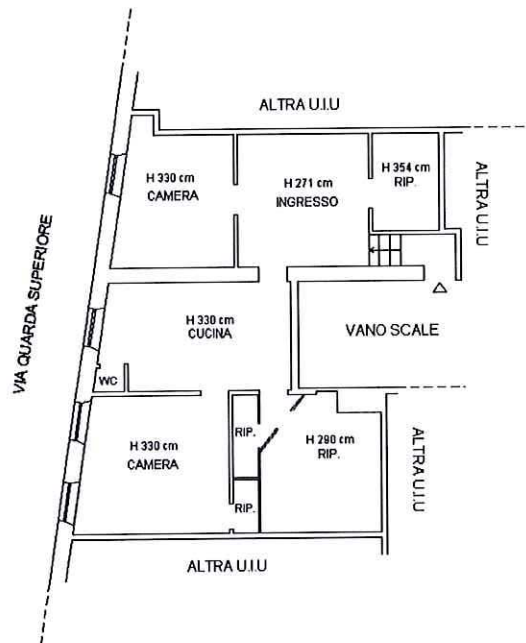 ALTRA U.I.U
H 330 cm
CAMERA
H 271 cm
INGRESSO
H 354 cm
RIP.
ALTRA U.I.U
VIA QUARDA SUPERIORE
H 330 cm
CUCINA
VANO SCALE
WC
H 330 cm
CAMERA
RIP.
RIP.
H 290 cm
RIP.
ALTRA U.I.U
ALTRA U.I.U